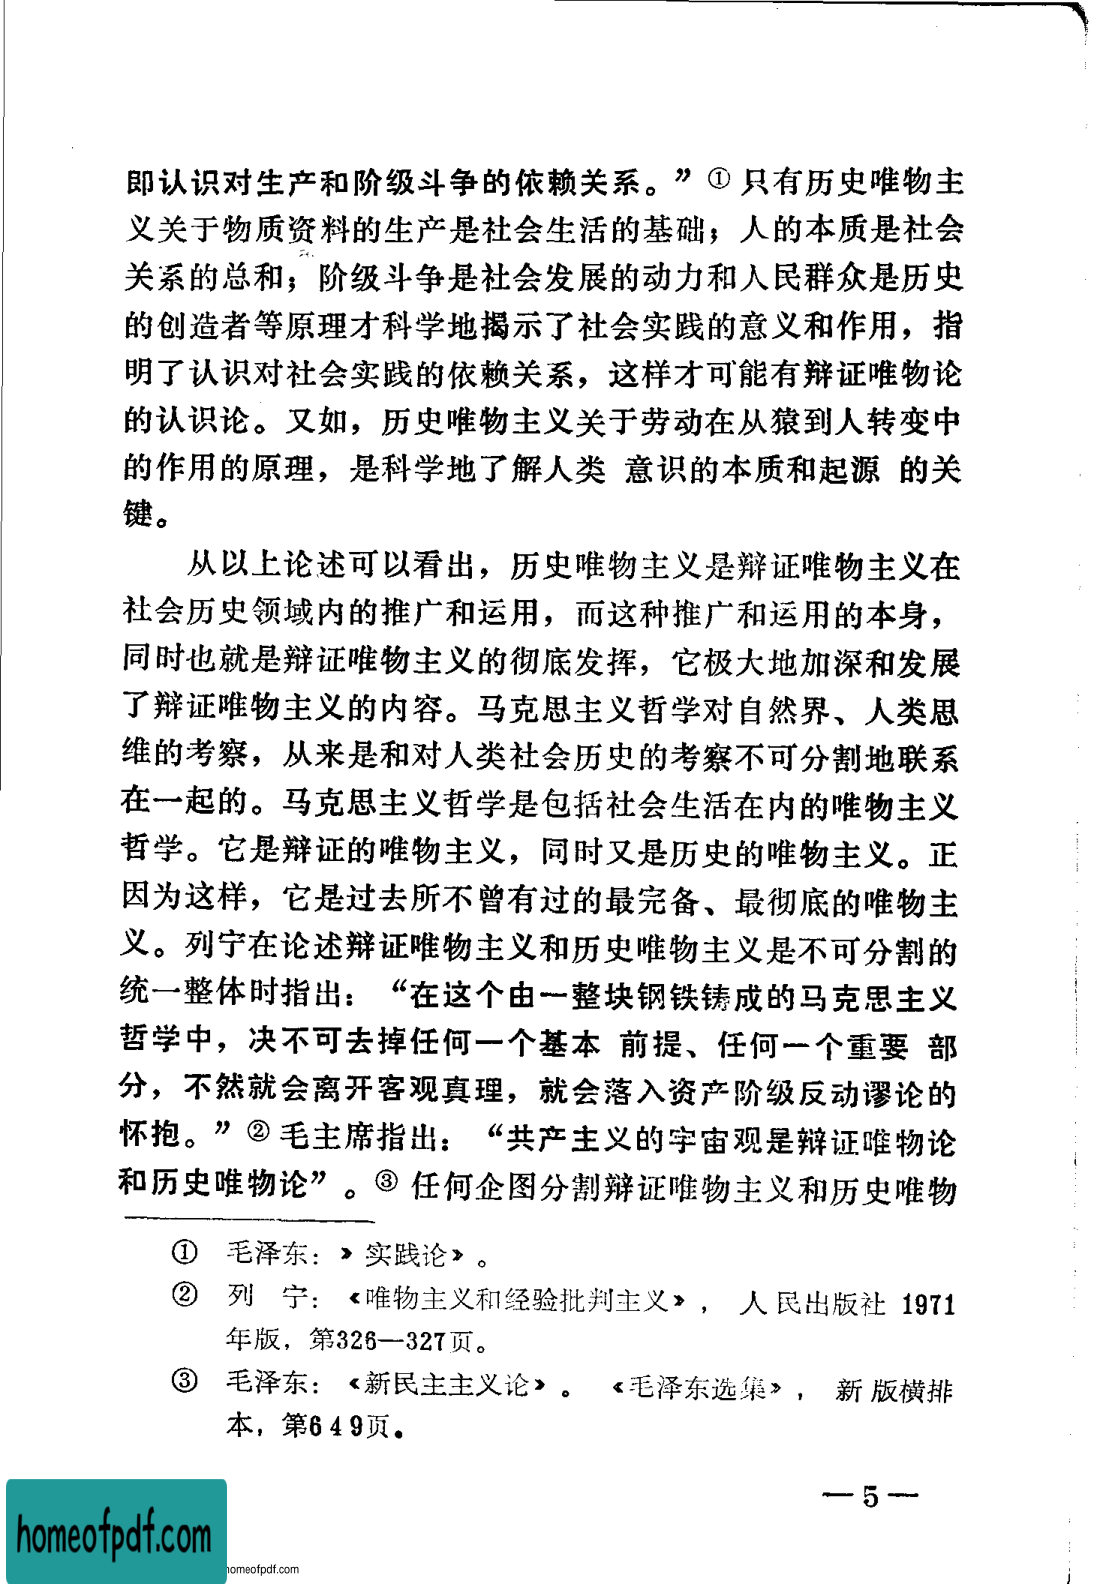 即认识对生产和阶级斗争的依赖关系。”①只有历史唯物主
义关于物质资料的生产是社会生活的基础；人的本质是社会
关系的总和；阶级斗争是社会发展的动力和人民群众是历史
的创造者等原理才科学地揭示了社会实践的意义和作用，指
明了认识对社会实践的依赖关系，这样才可能有辩证唯物论
的认识论。又如，历史唯物主义关于劳动在从猿到人转变中
的作用的原理，是科学地了解人类 意识的本质和起源 的关
键。
从以上论述可以看出，历史唯物主义是辩证唯物主义在
社会历史领域内的推广和运用，而这种推广和运用的本身，
同时也就是辩证唯物主义的彻底发挥，它极大地加深和发展
了辩证唯物主义的内容。马克思主义哲学对自然界、人类思
维的考察，从来是和对人类社会历史的考察不可分割地联系
在一起的。马克思主义哲学是包括社会生活在内的唯物主义
哲学。它是辩证的唯物主义，同时又是历史的唯物主义。正
因为这样，它是过去所不曾有过的最完备、最彻底的唯物主
义。列宁在论述辩证唯物主义和历史唯物主义是不可分割的
统一整体时指出：“在这个由一整块钢铁铸成的马克思主义
哲学中，决不可去掉任何一个基本 前提、任何一个重要 部
分，不然就会离开客观真理，就会落入资产阶级反动谬论的
怀抱。”②毛主席指出：“共产主义的宇宙观是辩证唯物论
和历史唯物论”。③任何企图分割辩证唯物主义和历史唯物
① 毛泽东：》实践论》。
② 列 宁：《唯物主义和经验批判主义》，人民出版社 1971
年版，第326—327页。
③ 毛泽东：《新民主主义论》。《毛泽东选集》，新版横排
本，第649页。
— 5 —
homeofpdf.com
homeofpdf.com